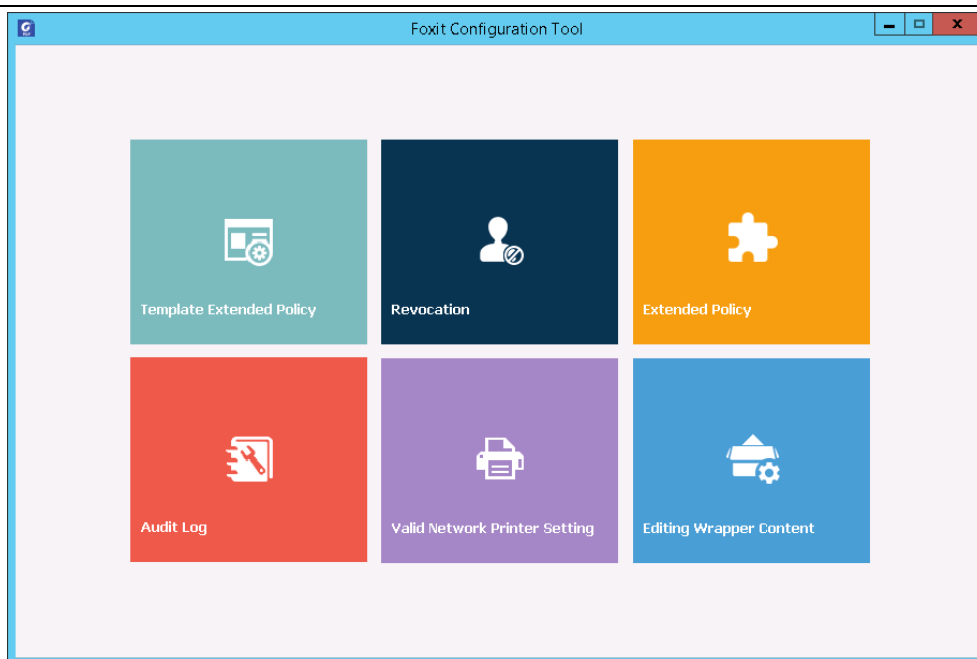 Foxit Configuration Tool
Template Extended Policy
Revocation
Extended Policy
Audit Log
Valid Network Printer Setting
Editing Wrapper Content